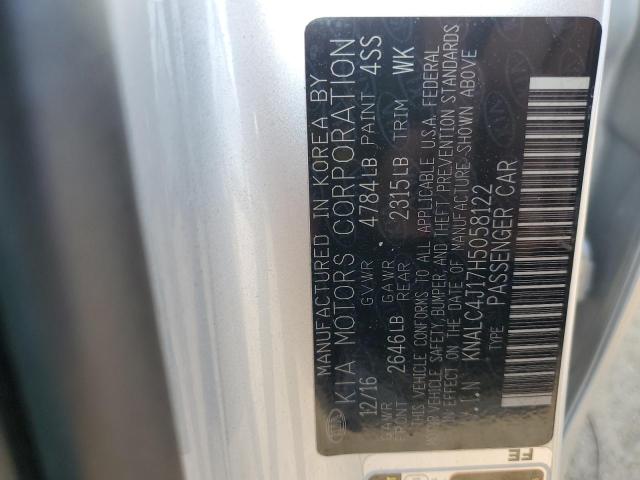 MANUFACTURED IN KOREA BY
KIA MOTORS CORPORATION
12/16 GVWR 4784LB PAINT 4SS
GAWR FRONT 2646LB GAWR REAR 2315LB TRIM WK
THIS VEHICLE CONFORMS TO ALL APPLICABLE U.S.A. FEDERAL
MOTOR VEHICLE SAFETY, BUMPER, AND THEFT PREVENTION STANDARDS
IN EFFECT ON THE DATE OF MANUFACTURE SHOWN ABOVE
V.I.N KNALC4J17H5058122
TYPE: PASSENGER CAR
FE